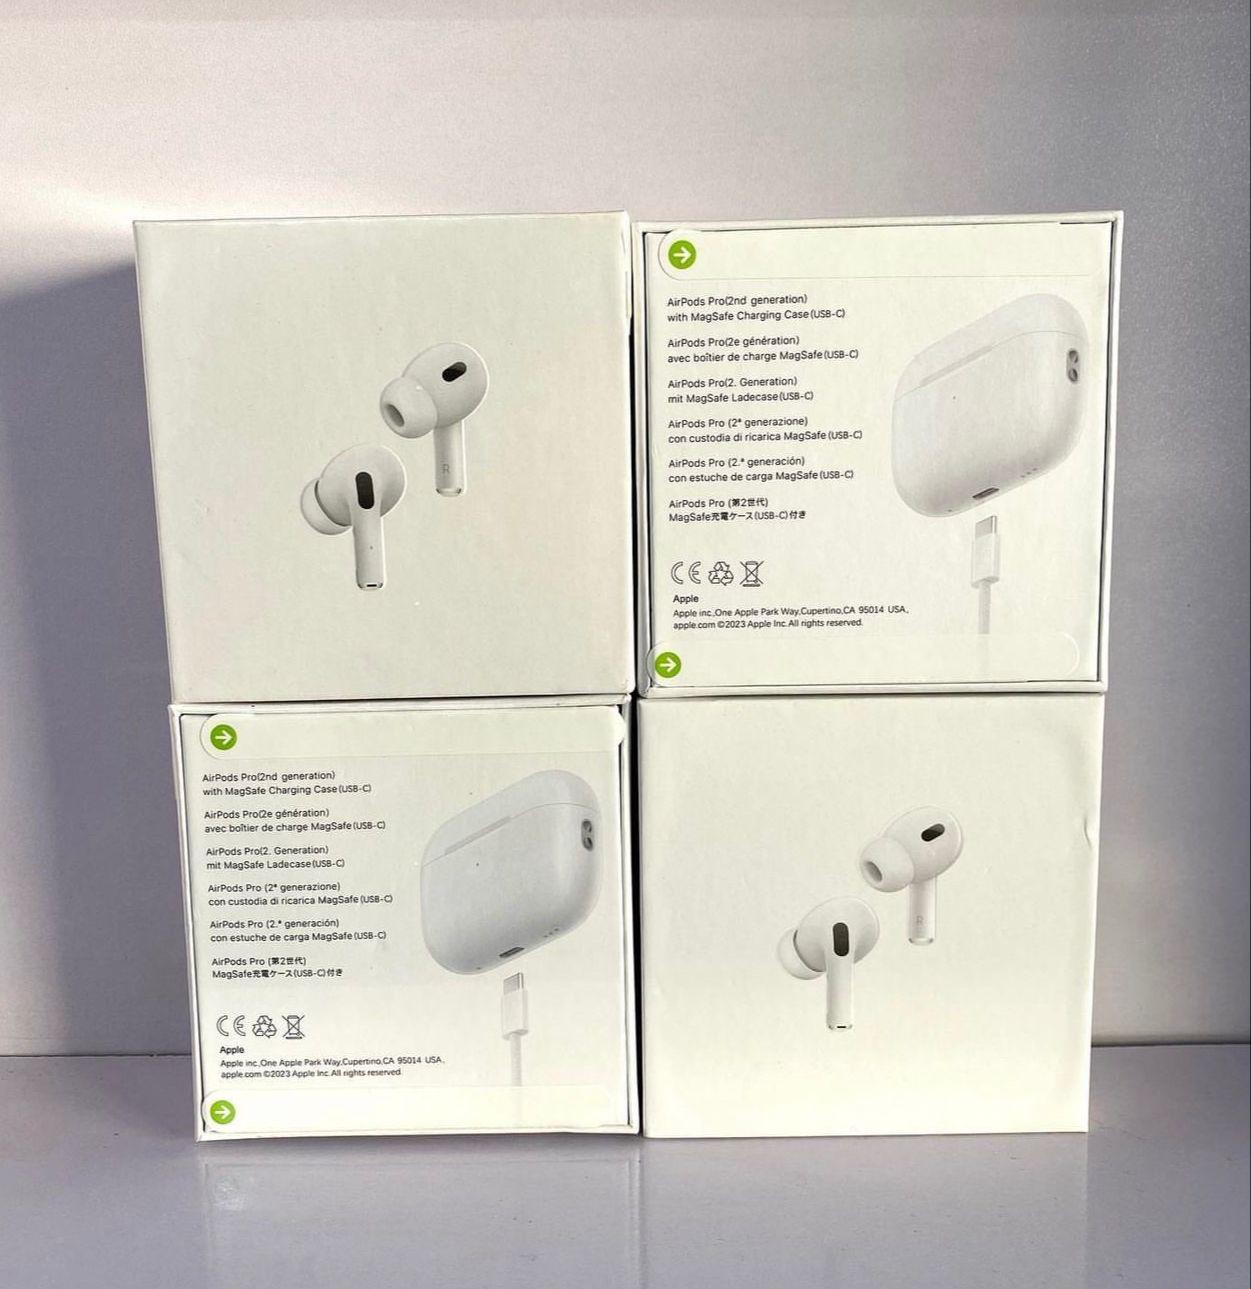 R
AirPods Pro(2nd generation)
with MagSafe Charging Case(USB-C)
AirPods Pro(2e génération)
avec boîtier de charge MagSafe(USB-C)
AirPods Pro(2. Generation)
mit MagSafe Ladecase(USB-C)
AirPods Pro (2ª generazione)
con custodia di ricarica MagSafe(USB-C)
AirPods Pro (2.ª generación)
con estuche de carga MagSafe(USB-C)
AirPods Pro (第2世代)
MagSafe充電ケース(USB-C)付き
CE
Apple
Apple inc.,One Apple Park Way,Cupertino,CA 95014 USA.
apple.com ©2023 Apple Inc.All rights reserved.
AirPods Pro(2nd generation)
with MagSafe Charging Case(USB-C)
AirPods Pro(2e génération)
avec boîtier de charge MagSafe(USB-C)
AirPods Pro(2. Generation)
mit MagSafe Ladecase(USB-C)
AirPods Pro (2ª generazione)
con custodia di ricarica MagSafe(USB-C)
AirPods Pro (2.ª generación)
con estuche de carga MagSafe(USB-C)
AirPods Pro (第2世代)
MagSafe充電ケース(USB-C)付き
CE
Apple
Apple inc.,One Apple Park Way,Cupertino,CA 95014 USA.
apple.com ©2023 Apple Inc.All rights reserved.
R